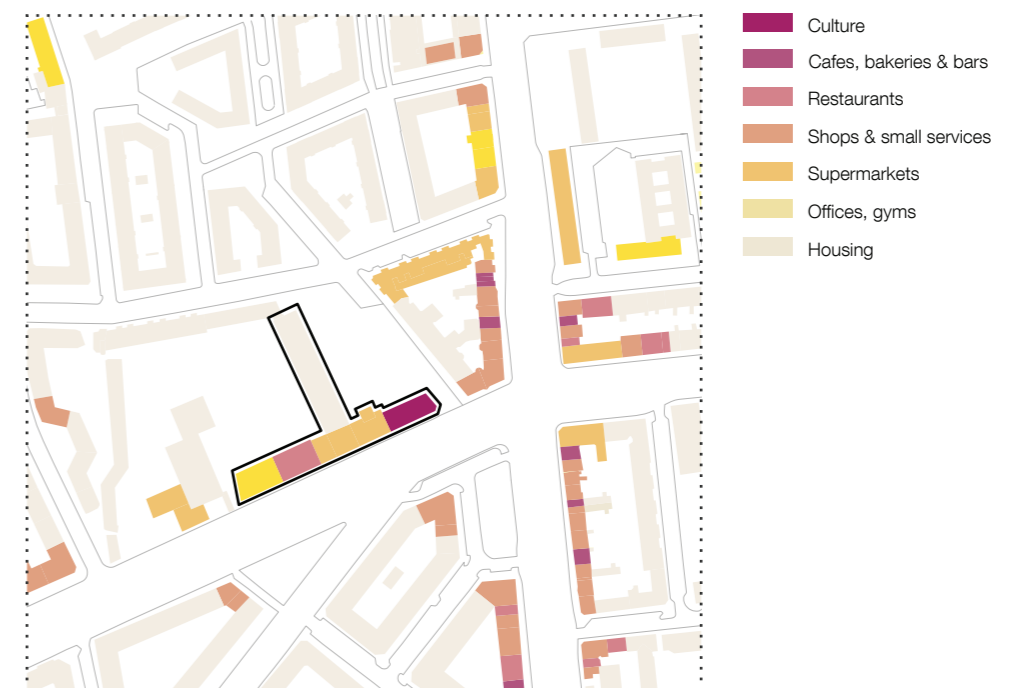 Culture
Cafes, bakeries & bars
Restaurants
Shops & small services
Supermarkets
Offices, gyms
Housing